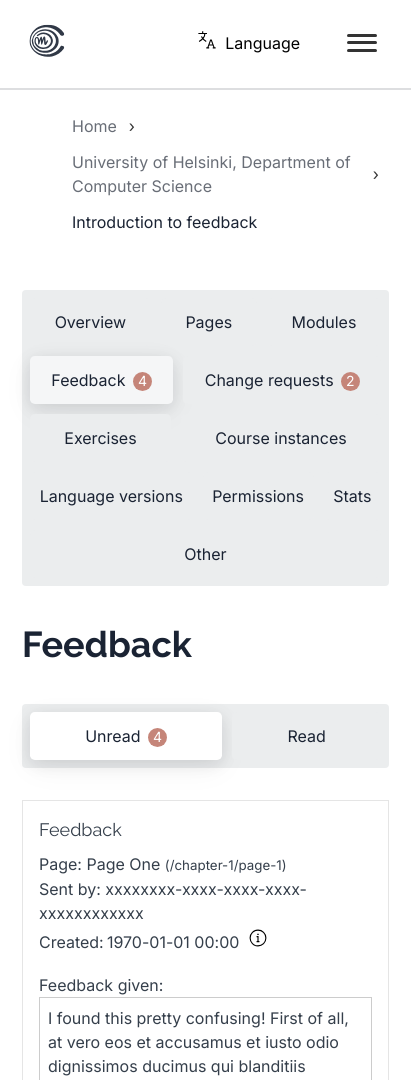 Language
Home ›
University of Helsinki, Department of
Computer Science ›
Introduction to feedback
Overview Pages Modules
Feedback 4 Change requests 2
Exercises Course instances
Language versions Permissions Stats
Other
Feedback
Unread 4 Read
Feedback
Page: Page One (/chapter-1/page-1)
Sent by: xxxxxxxx-xxxx-xxxx-xxxx-
xxxxxxxxxxxx
Created: 1970-01-01 00:00
Feedback given:
I found this pretty confusing! First of all,
at vero eos et accusamus et iusto odio
dignissimos ducimus qui blanditiis